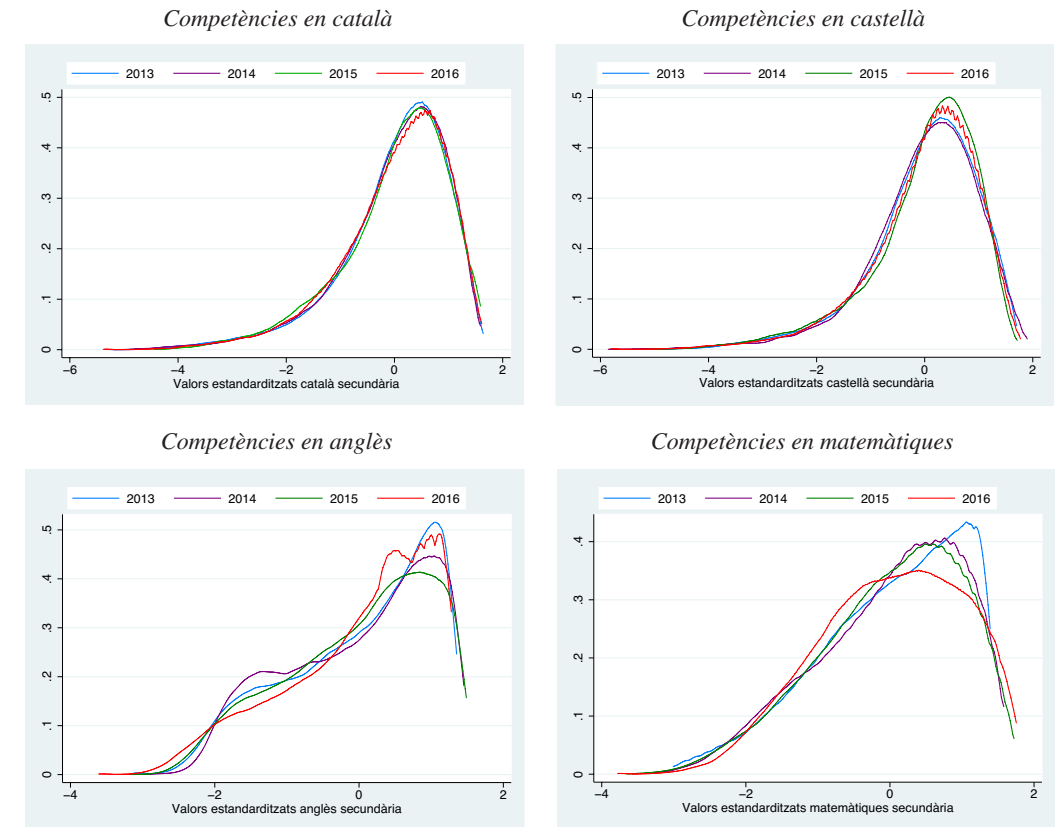 Competències en català
Competències en castellà
2013 2014 2015 2016
.5
.4
.3
.2
.1
0
−6 −4 −2 0 2
Valors estandarditzats català secundària
2013 2014 2015 2016
.5
.4
.3
.2
.1
0
−6 −4 −2 0 2
Valors estandarditzats castellà secundària
Competències en anglès
Competències en matemàtiques
2013 2014 2015 2016
.5
.4
.3
.2
.1
0
−4 −2 0 2
Valors estandarditzats anglès secundària
2013 2014 2015 2016
.4
.3
.2
.1
0
−4 −2 0 2
Valors estandarditzats matemàtiques secundària